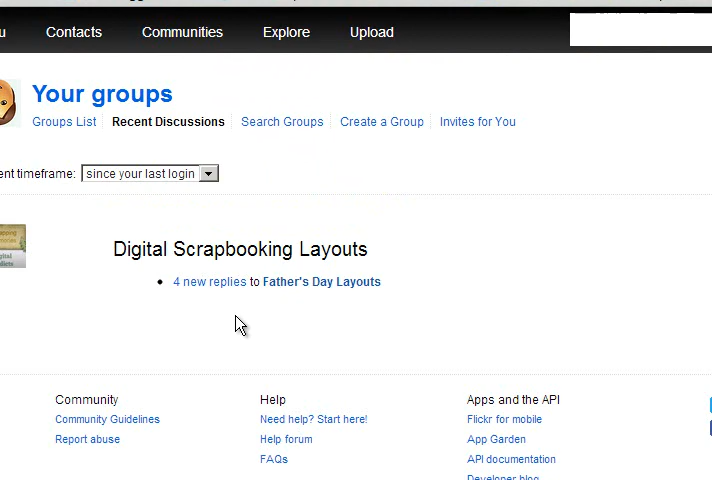 Contacts Communities Explore Upload
Your groups
Groups List Recent Discussions Search Groups Create a Group Invites for You
timeframe: since your last login
Digital Scrapbooking Layouts
• 4 new replies to Father's Day Layouts
Community Help Apps and the API
Community Guidelines Need help? Start here! Flickr for mobile
Report abuse Help forum App Garden
FAQs API documentation
Developer blog